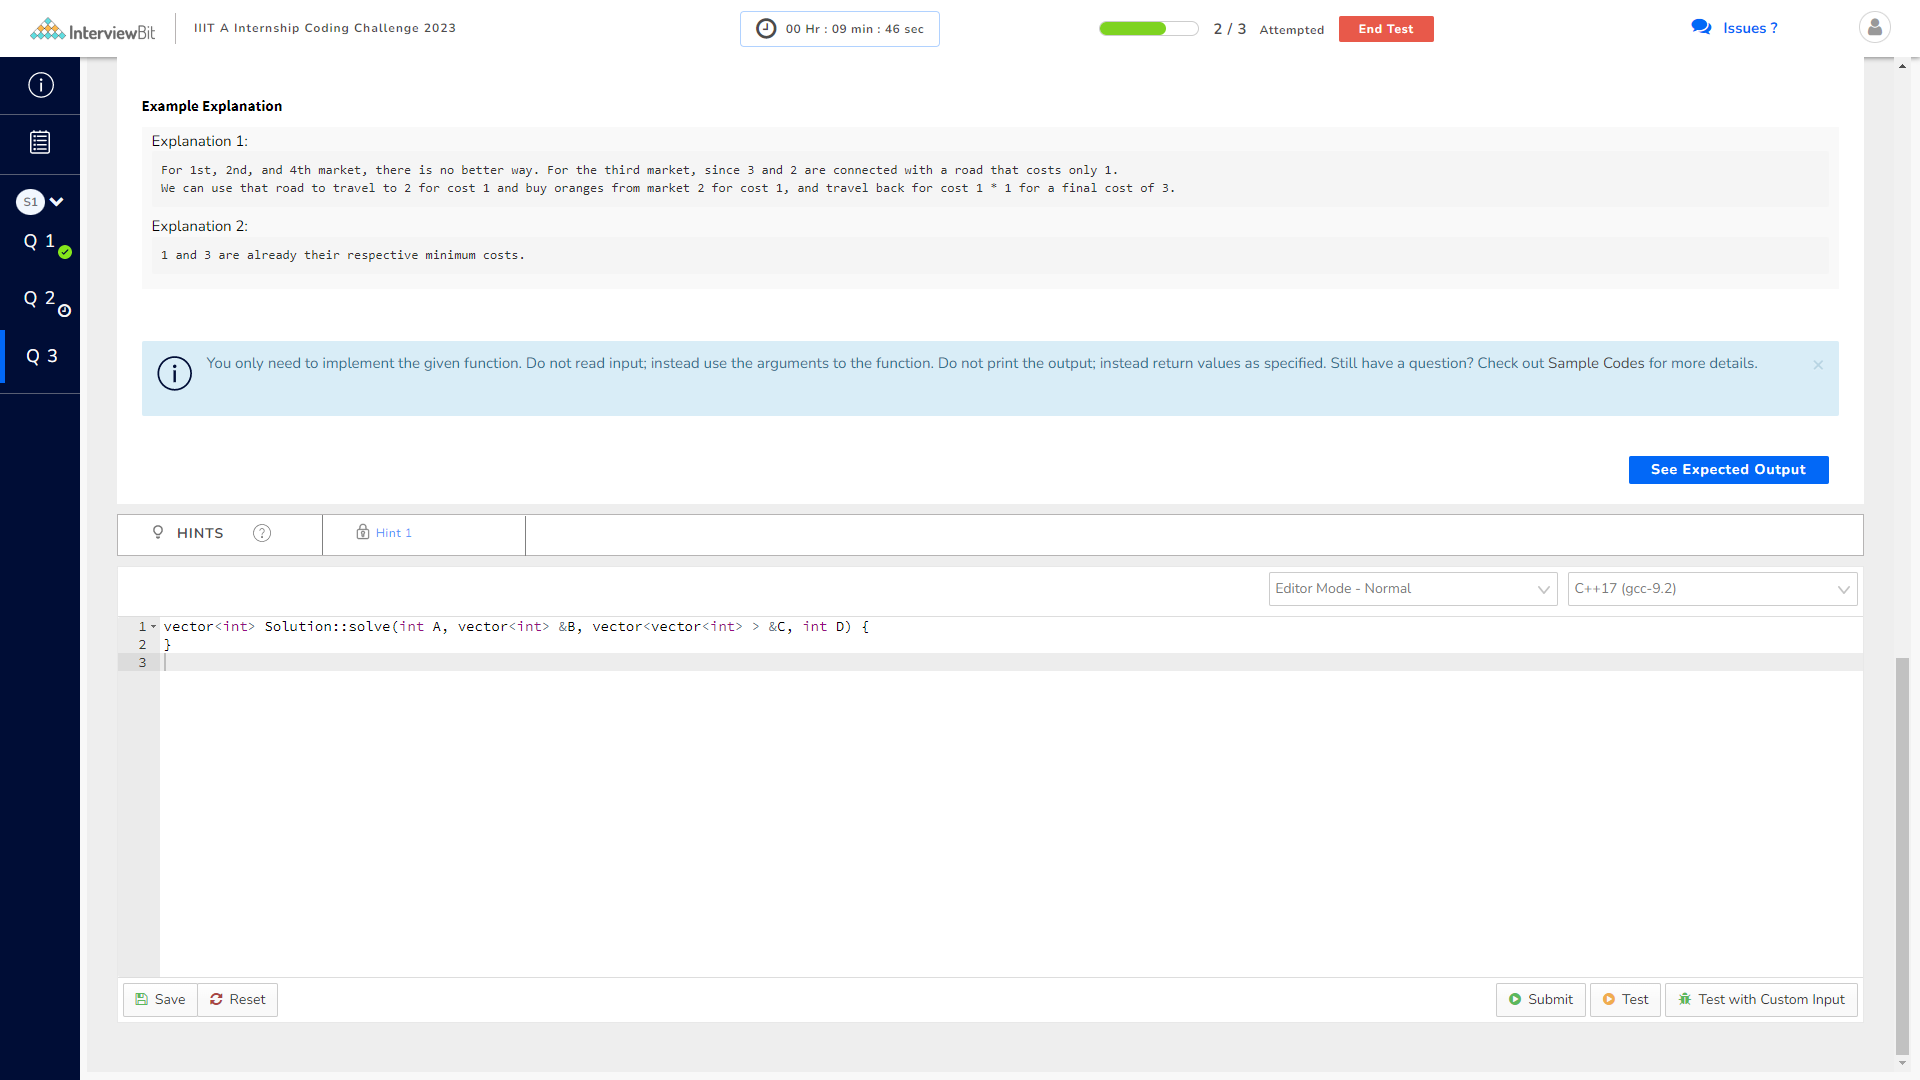 InterviewBit
IIIT A Internship Coding Challenge 2023
00 Hr : 09 min : 46 sec
2 / 3 Attempted
End Test
Issues ?
S1
Q 1
Q 2
Q 3
Example Explanation
Explanation 1:
For 1st, 2nd, and 4th market, there is no better way. For the third market, since 3 and 2 are connected with a road that costs only 1.
We can use that road to travel to 2 for cost 1 and buy oranges from market 2 for cost 1, and travel back for cost 1 * 1 for a final cost of 3.
Explanation 2:
1 and 3 are already their respective minimum costs.
You only need to implement the given function. Do not read input; instead use the arguments to the function. Do not print the output; instead return values as specified. Still have a question? Check out Sample Codes for more details.
See Expected Output
HINTS
Hint 1
Editor Mode - Normal
C++17 (gcc-9.2)
1 vector<int> Solution::solve(int A, vector<int> &B, vector<vector<int> > &C, int D) {
2 }
3
Save
Reset
Submit
Test
Test with Custom Input